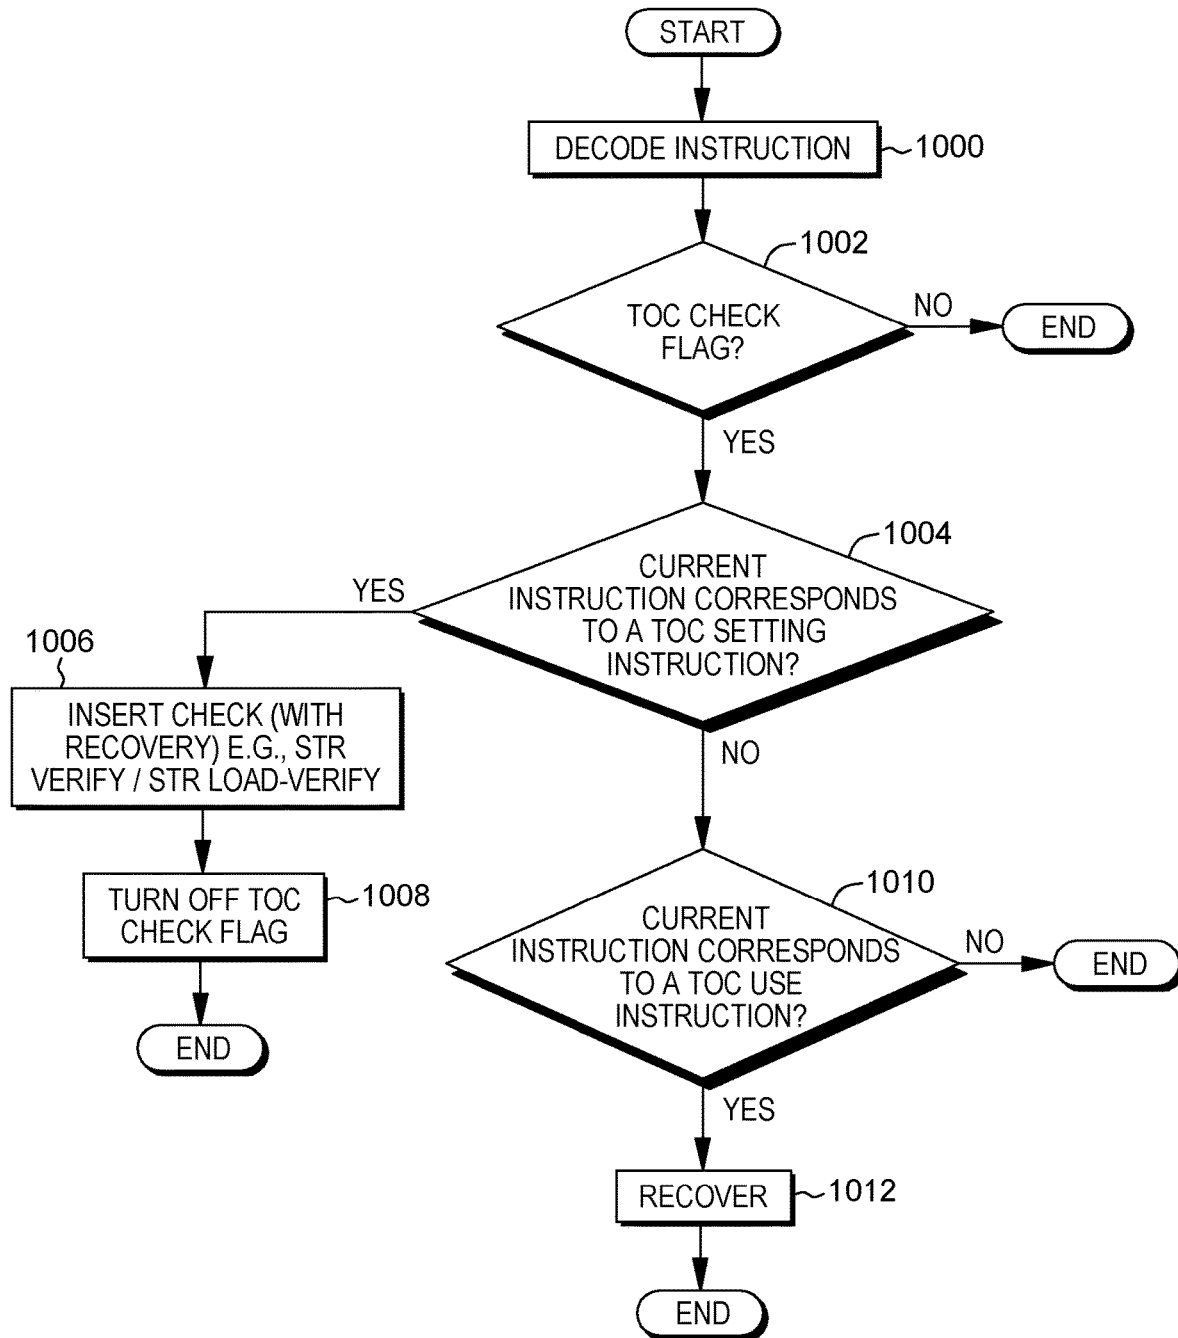 START
DECODE INSTRUCTION
1000
1002
TOC CHECK
FLAG?
NO
END
YES
1004
CURRENT
INSTRUCTION CORRESPONDS
TO A TOC SETTING
INSTRUCTION?
YES
1006
INSERT CHECK (WITH
RECOVERY) E.G., STR
VERIFY / STR LOAD-VERIFY
1008
TURN OFF TOC
CHECK FLAG
END
NO
1010
CURRENT
INSTRUCTION CORRESPONDS
TO A TOC USE
INSTRUCTION?
NO
END
YES
RECOVER
1012
END